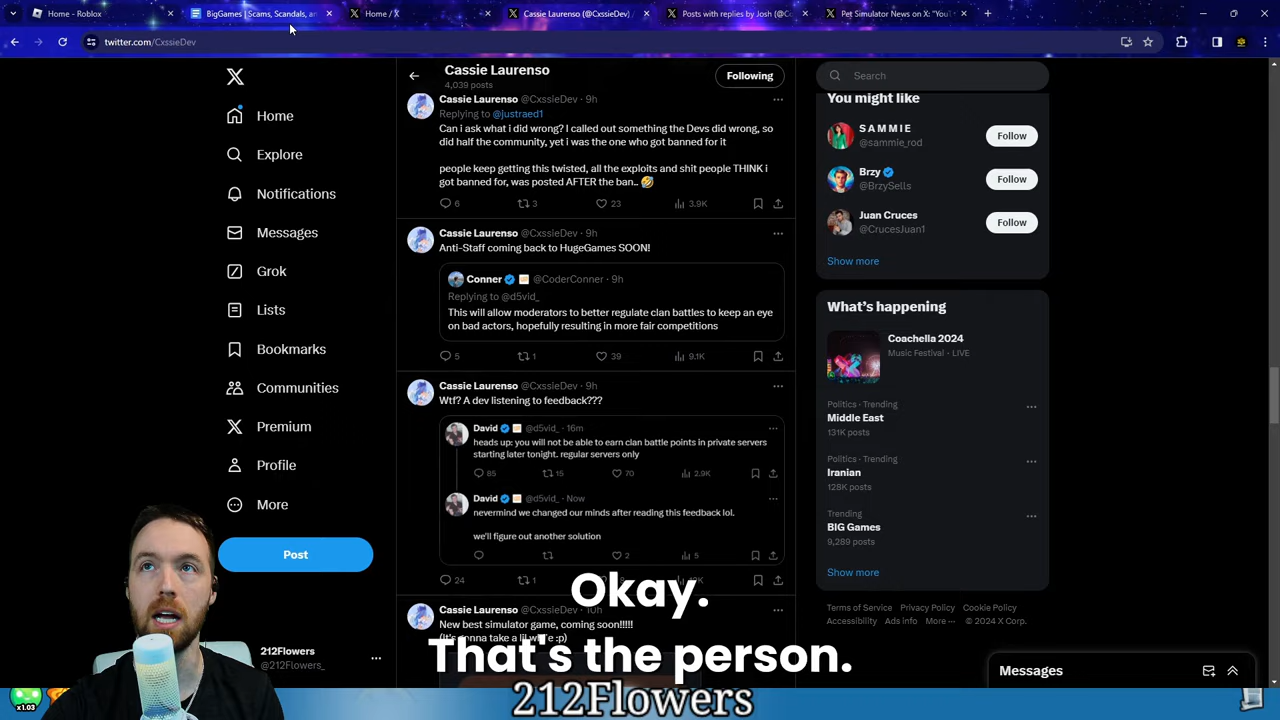 Home - Roblox
BigGames | Scams, Scandals, an
Home / X
Cassie Laurenso (@CxssieDev)
Posts with replies by Josh (@Co
Pet Simulator News on X: "YouT
twitter.com/CxssieDev
Home
Explore
Notifications
Messages
Grok
Lists
Bookmarks
Communities
Premium
Profile
More
Post
212Flowers
@212Flowers_
Cassie Laurenso
4,039 posts
Following
Cassie Laurenso @CxssieDev · 9h
Replying to @justraed1
Can i ask what i did wrong? I called out something the Devs did wrong, so
did half the community, yet i was the one who got banned for it
people keep getting this twisted, all the exploits and shit people THINK i
got banned for, was posted AFTER the ban.. 🤣
6 3 23 3.9K
Cassie Laurenso @CxssieDev · 9h
Anti-Staff coming back to HugeGames SOON!
Conner @CoderConner · 9h
Replying to @d5vid_
This will allow moderators to better regulate clan battles to keep an eye
on bad actors, hopefully resulting in more fair competitions
5 1 39 9.1K
Cassie Laurenso @CxssieDev · 9h
Wtf? A dev listening to feedback???
David @d5vid_ · 16m
heads up: you will not be able to earn clan battle points in private servers
starting later tonight. regular servers only
85 15 70 2.9K
David @d5vid_ · Now
nevermind we changed our minds after reading this feedback lol.
we'll figure out another solution
2 5
24 1
Cassie Laurenso @CxssieDev · 10h
New best simulator game, coming soon!!!!!
(It's gonna take a lil while :p)
Search
You might like
S A M M I E
@sammie_rod
Follow
Brzy
@BrzySells
Follow
Juan Cruces
@CrucesJuan1
Follow
Show more
What's happening
Coachella 2024
Music Festival · LIVE
Politics · Trending
Middle East
131K posts
Politics · Trending
Iranian
128K posts
Trending
BIG Games
9,289 posts
Show more
Terms of Service Privacy Policy Cookie Policy
Accessibility Ads info More ··· © 2024 X Corp.
Messages
Okay.
That's the person.
212Flowers
x1.03